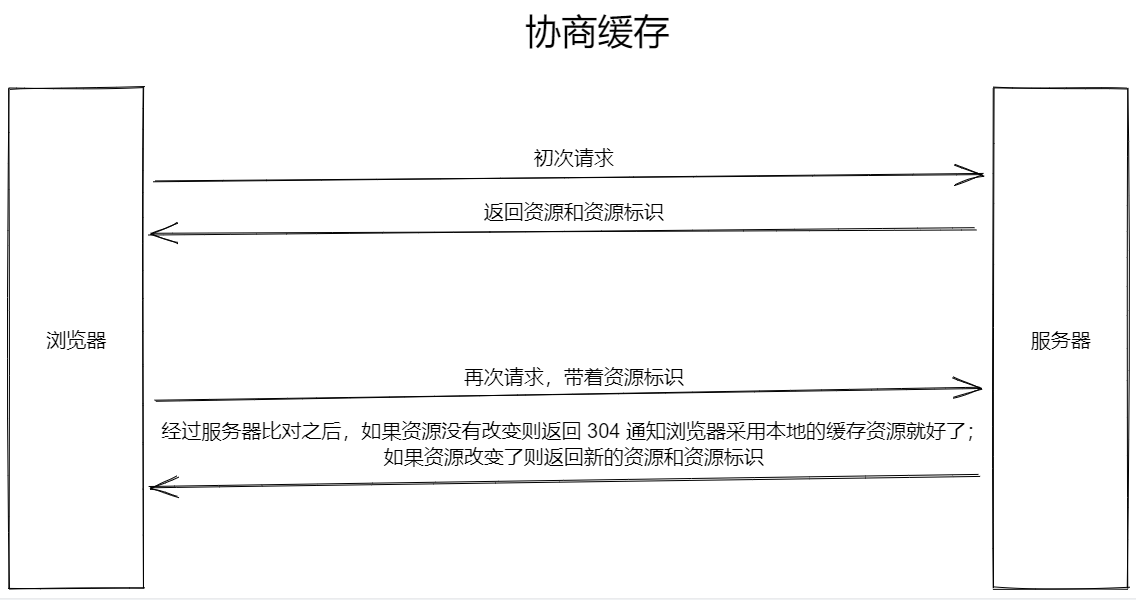 协商缓存
初次请求
返回资源和资源标识
浏览器
服务器
再次请求，带着资源标识
经过服务器比对之后，如果资源没有改变则返回 304 通知浏览器采用本地的缓存资源就好了；
如果资源改变了则返回新的资源和资源标识